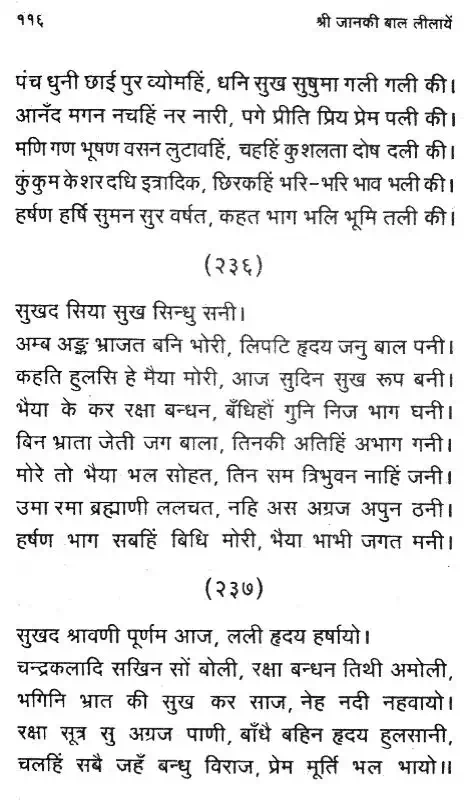 ११६
श्री जानकी बाल लीलायें
पंच धुनी छाई पुर व्योमहिं, धनि सुख सुषुमा गली गली की।
आनँद मगन नचहिं नर नारी, पगे प्रीति प्रिय प्रेम पली की।
मणि गण भूषण वसन लुटावहिं, चहहिं कुशलता दोष दली की।
कुंकुम केशर दधि इत्रादिक, छिरकहिं भरि-भरि भाव भली की।
हर्षण हर्षि सुमन सुर वर्षत, कहत भाग भलि भूमि तली की।
(२३६)
सुखद सिया सुख सिन्धु सनी।
अम्ब अङ्क भ्राजत बनि भोरी, लिपटि हृदय जनु बाल पनी।
कहति हुलसि हे मैया मोरी, आज सुदिन सुख रूप बनी।
भैया के कर रक्षा बन्धन, बँधिहौं गुनि निज भाग घनी।
बिन भ्राता जेती जग बाला, तिनकी अतिहिं अभाग गनी।
मोरे तो भैया भल सोहत, तिन सम त्रिभुवन नाहिं जनी।
उमा रमा ब्रह्माणी ललचत, नहि अस अग्रज अपुन ठनी।
हर्षण भाग सबहिं बिधि मोरी, भैया भाभी जगत मनी।
(२३७)
सुखद श्रावणी पूर्णम आज, लली हृदय हर्षायो।
चन्द्रकलादि सखिन सों बोली, रक्षा बन्धन तिथी अमोली,
भगिनि भ्रात की सुख कर साज, नेह नदी नहवायो।
रक्षा सूत्र सु अग्रज पाणी, बाँधै बहिन हृदय हुलसानी,
चलहिं सबै जहँ बन्धु विराज, प्रेम मूर्ति भल भायो॥